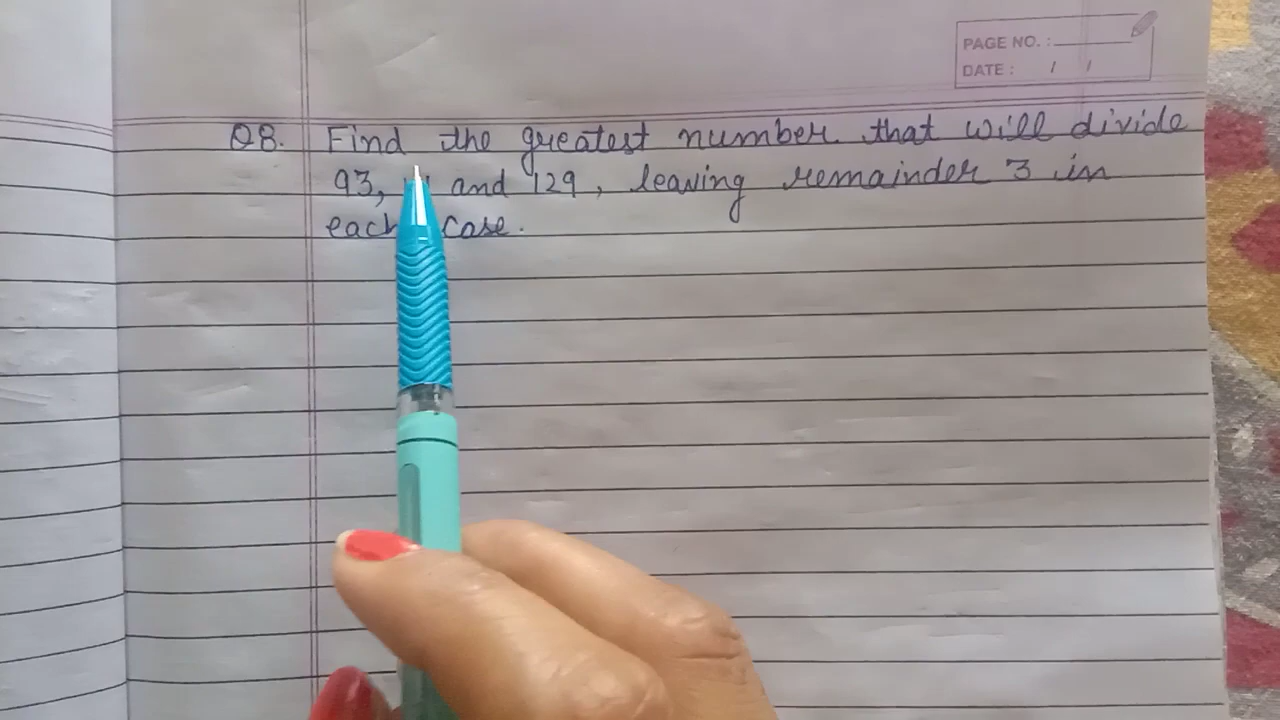 PAGE NO. :
DATE : / /
Q8. Find the greatest number that will divide
93, and 129, leaving remainder 3 in
each case.